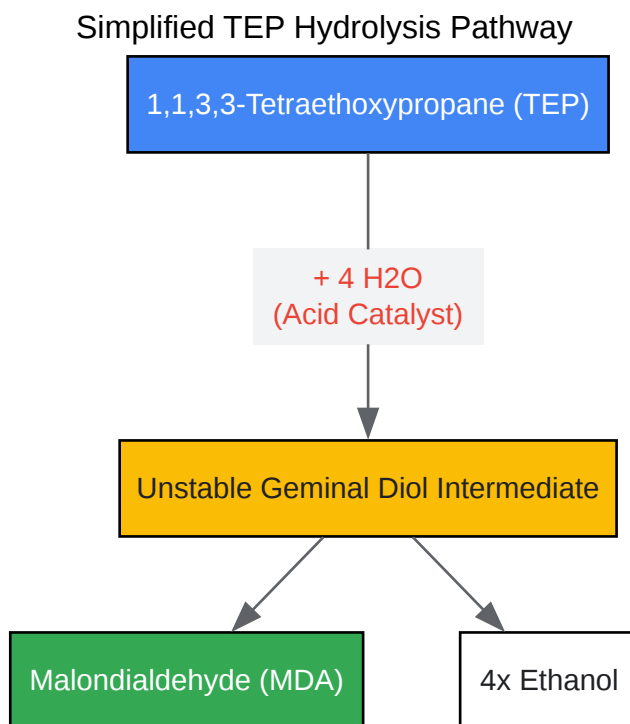 Simplified TEP Hydrolysis Pathway
1,1,3,3-Tetraethoxypropane (TEP)
+ 4 H2O
(Acid Catalyst)
Unstable Geminal Diol Intermediate
Malondialdehyde (MDA)
4x Ethanol